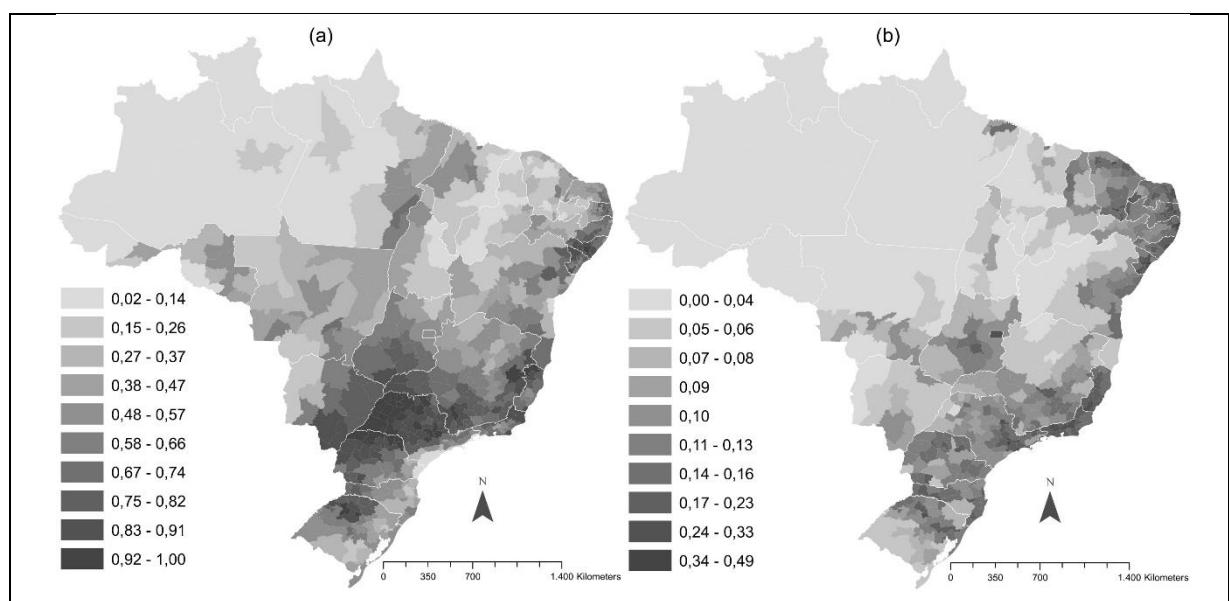 (a)
(b)
0,02 - 0,14
0,15 - 0,26
0,27 - 0,37
0,38 - 0,47
0,48 - 0,57
0,58 - 0,66
0,67 - 0,74
0,75 - 0,82
0,83 - 0,91
0,92 - 1,00
N
0 350 700 1.400 Kilometers
0,00 - 0,04
0,05 - 0,06
0,07 - 0,08
0,09
0,10
0,11 - 0,13
0,14 - 0,16
0,17 - 0,23
0,24 - 0,33
0,34 - 0,49
N
0 350 700 1.400 Kilometers